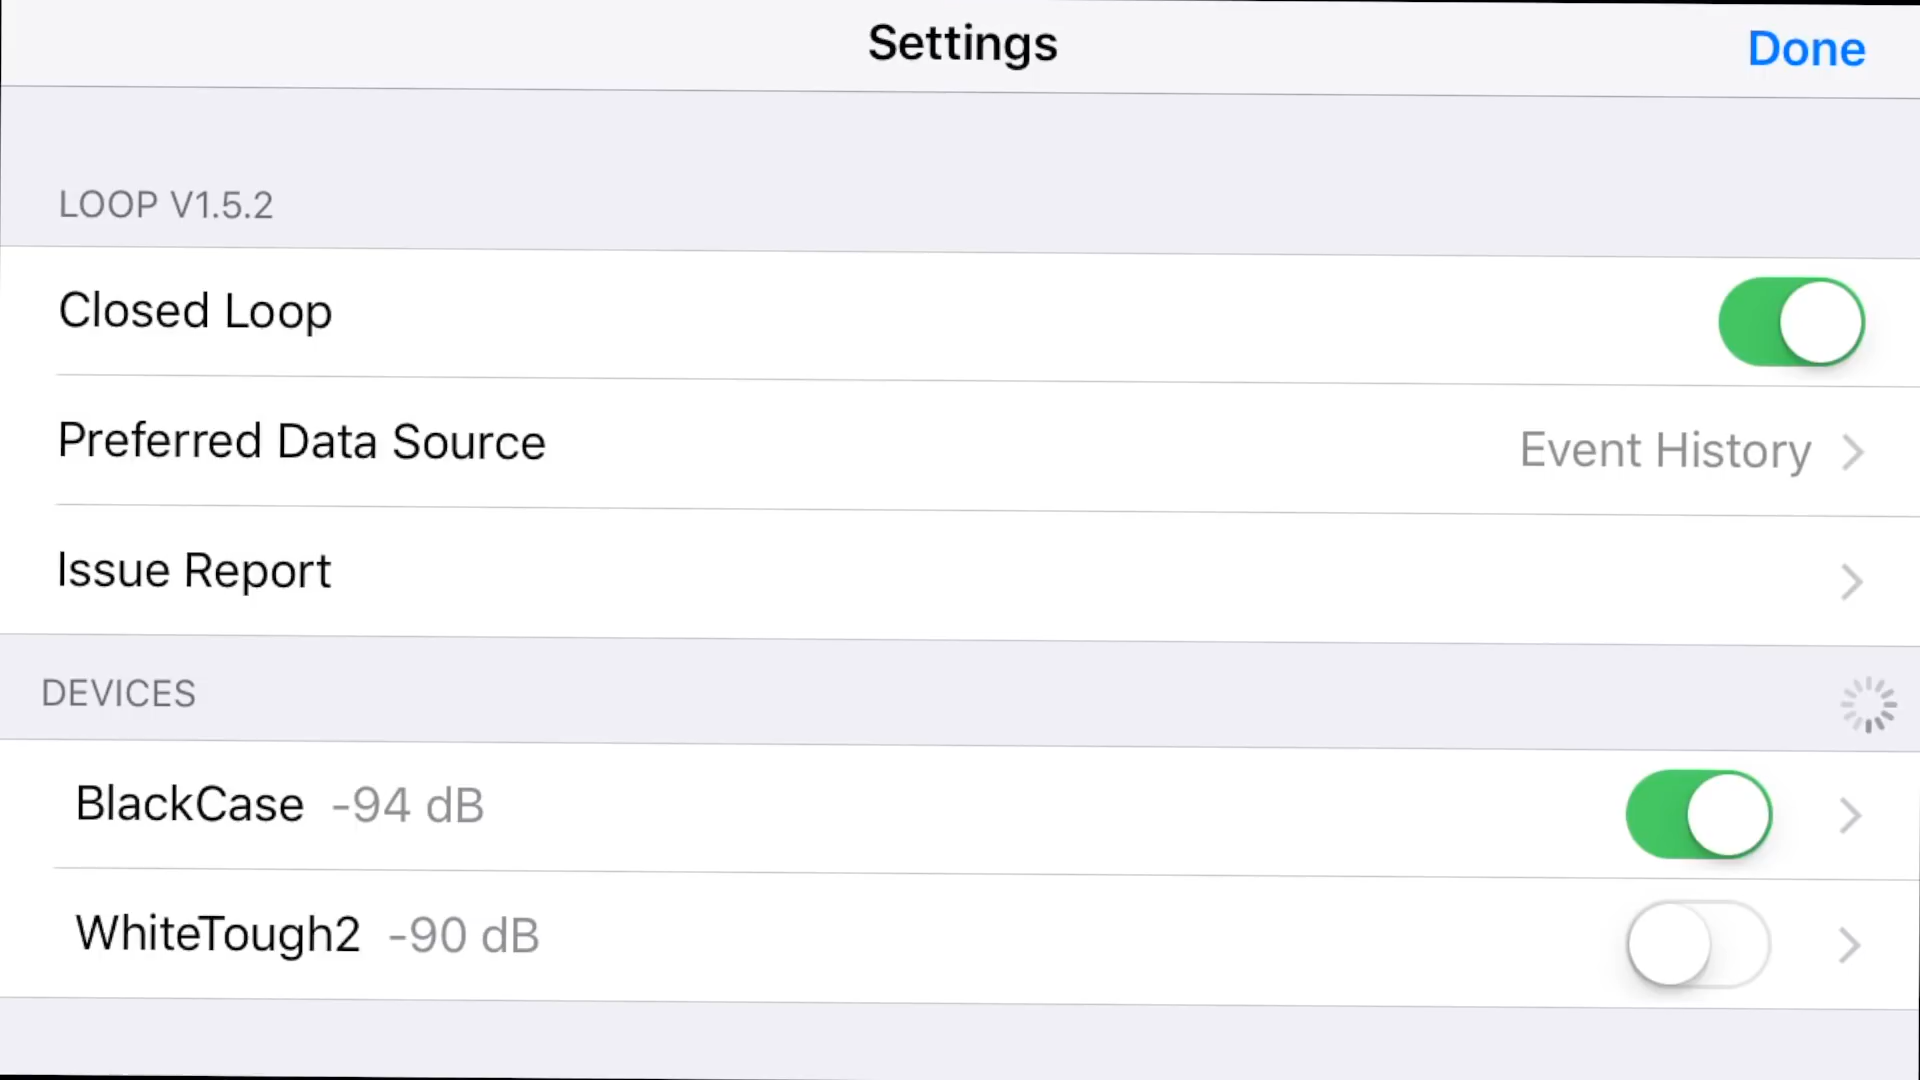 Settings
Done
LOOP V1.5.2
Closed Loop
Preferred Data Source
Event History
Issue Report
DEVICES
BlackCase -94 dB
WhiteTough2 -90 dB